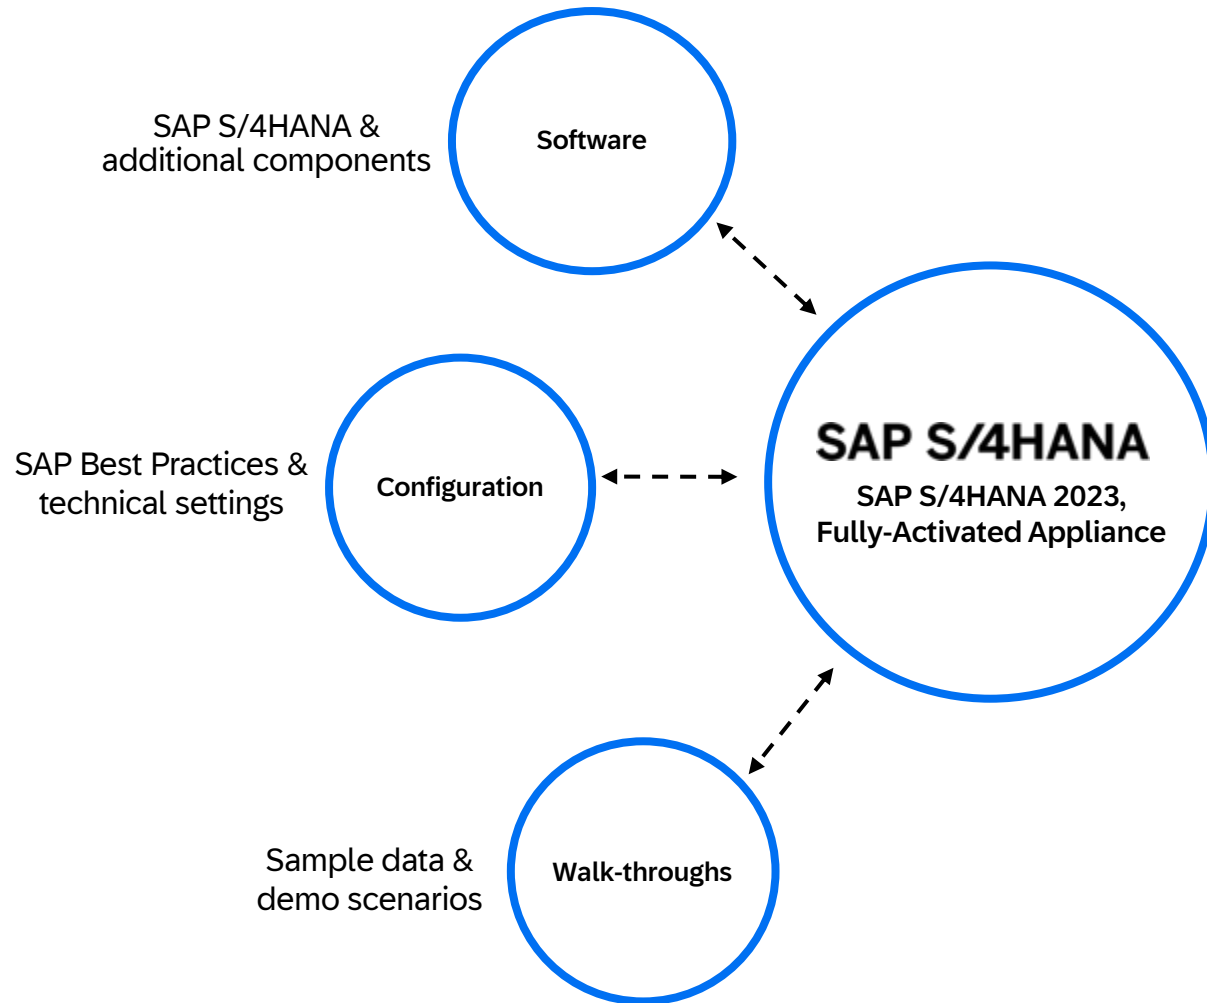 SAP S/4HANA &
additional components
Software
SAP Best Practices &
technical settings
Configuration
SAP S/4HANA
SAP S/4HANA 2023,
Fully-Activated Appliance
Sample data &
demo scenarios
Walk-throughs